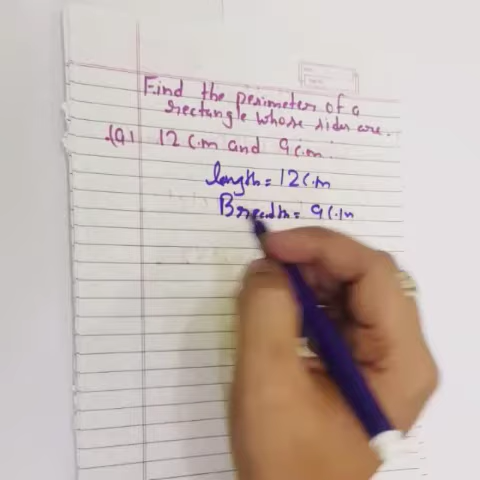 Find the perimeter of a
rectangle whose sides are.
(a) 12 c.m and 9 c.m.
length = 12 c.m
Breadth = 9 c.m